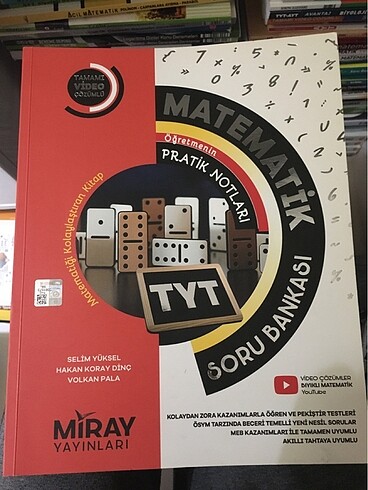 ACİL MATEMATİK
TAMAMI
VİDEO
ÇÖZÜMLÜ
MATEMATİK
Öğretmenin
PRATİK NOTLARI
Matematiği Kolaylaştıran Kitap
TYT
SORU BANKASI
SELİM YÜKSEL
HAKAN KORAY DİNÇ
VOLKAN PALA
MİRAY
YAYINLARI
VİDEO ÇÖZÜMLER
BIYIKLI MATEMATİK
YouTube
KOLAYDAN ZORA KAZANIMLARLA ÖĞREN VE PEKİŞTİR TESTLERİ
ÖSYM TARZINDA BECERİ TEMELLİ YENİ NESİL SORULAR
MEB KAZANIMLARI İLE TAMAMEN UYUMLU
AKILLI TAHTAYA UYUMLU